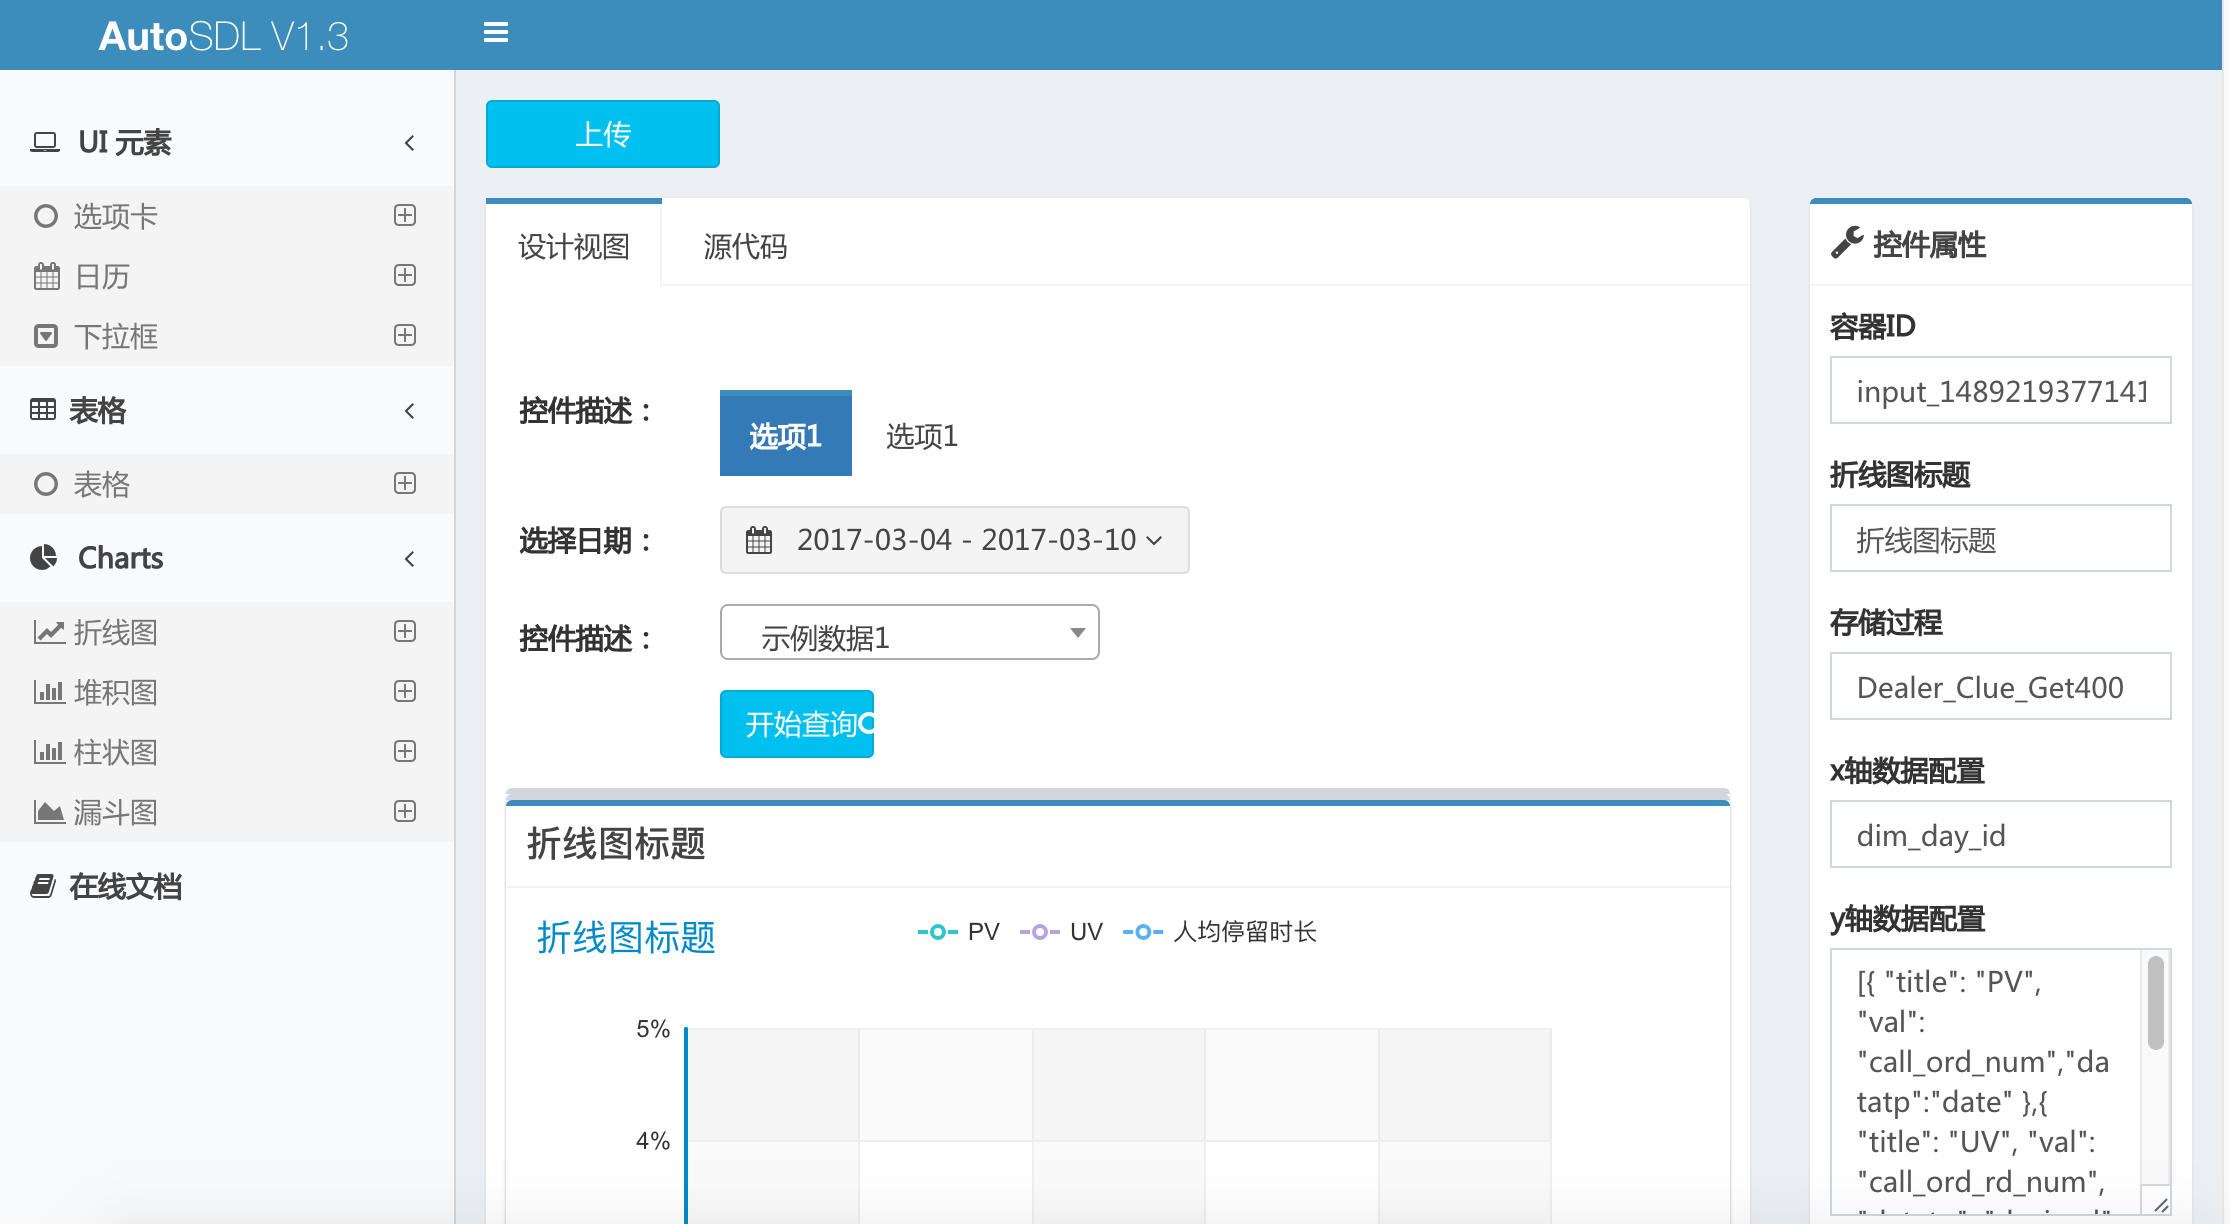 AutoSDL V1.3
UI 元素
选项卡
日历
下拉框
表格
表格
Charts
折线图
堆积图
柱状图
漏斗图
在线文档
上传
设计视图
源代码
控件描述：
选项1
选项1
选择日期：
2017-03-04 - 2017-03-10
控件描述：
示例数据1
开始查询
折线图标题
折线图标题
PV
UV
人均停留时长
5%
4%
控件属性
容器ID
input_1489219377141
折线图标题
折线图标题
存储过程
Dealer_Clue_Get400
x轴数据配置
dim_day_id
y轴数据配置
[{ "title": "PV",
"val":
"call_ord_num","da
tatp":"date" },{
"title": "UV", "val":
"call_ord_rd_num",